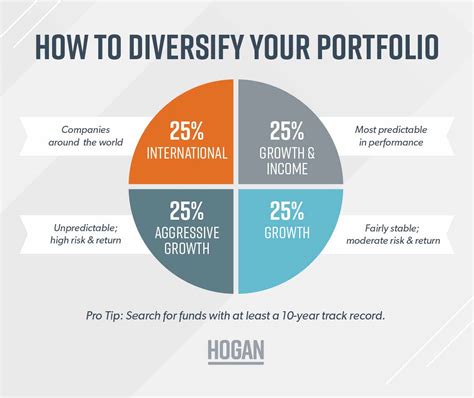 HOW TO DIVERSIFY YOUR PORTFOLIO
Companies
around the world
25%
INTERNATIONAL
25%
GROWTH &
INCOME
Most predictable
in performance
Unpredictable;
high risk & return
25%
AGGRESSIVE
GROWTH
25%
GROWTH
Fairly stable;
moderate risk & return
Pro Tip: Search for funds with at least a 10-year track record.
HOGAN